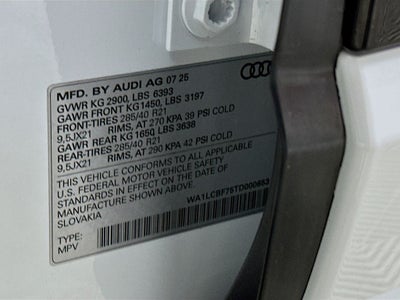 MFD. BY AUDI AG 07 25
GVWR KG 2900, LBS 6393
GAWR FRONT KG1450, LBS 3197
FRONT-TIRES 285/40 R21
9,5JX21 RIMS, AT 270 KPA 39 PSI COLD
GAWR REAR KG 1650 LBS 3638
REAR-TIRES 285/40 R21
9,5JX21 RIMS, AT 290 KPA 42 PSI COLD
THIS VEHICLE CONFORMS TO ALL APPLICABLE
U.S. FEDERAL MOTOR VEHICLE SAFETY
STANDARDS IN EFFECT ON THE DATE OF
MANUFACTURE SHOWN ABOVE
SLOVAKIA WA1LCBF75TD000653
TYPE:
MPV